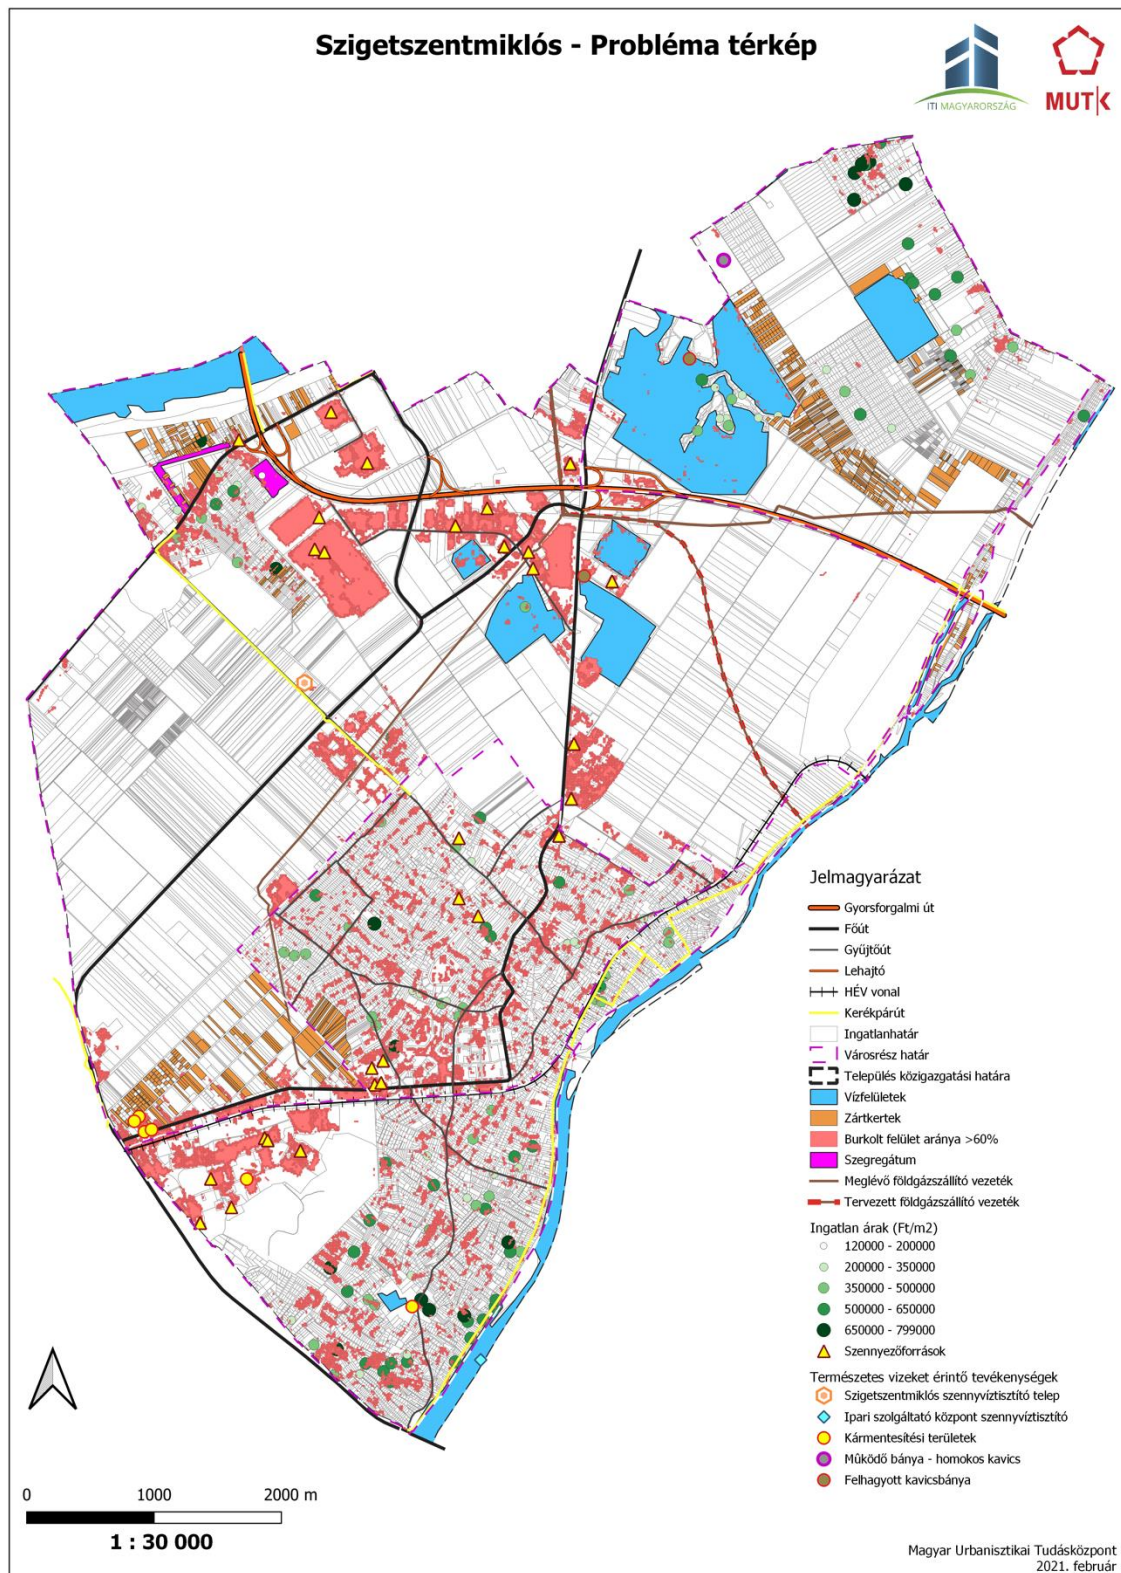 Szigetszentmiklós - Probléma térkép
ITI MAGYARORSZÁG
MUT|K
Jelmagyarázat
Gyorsforgalmi út
Főút
Gyűjtőút
Lehajtó
HÉV vonal
Kerékpárút
Ingatlanhatár
Városrész határ
Település közigazgatási határa
Vízfelületek
Zártkertek
Burkolt felület aránya >60%
Szegregátum
Meglévő földgázszállító vezeték
Tervezett földgázszállító vezeték
Ingatlan árak (Ft/m2)
120000 - 200000
200000 - 350000
350000 - 500000
500000 - 650000
650000 - 799000
Szennyezőforrások
Természetes vizeket érintő tevékenységek
Szigetszentmiklós szennyvíztisztító telep
Ipari szolgáltató központ szennyvíztisztító
Kármentesítési területek
Működő bánya - homokos kavics
Felhagyott kavicsbánya
0 1000 2000 m
1 : 30 000
Magyar Urbanisztikai Tudásközpont
2021. február